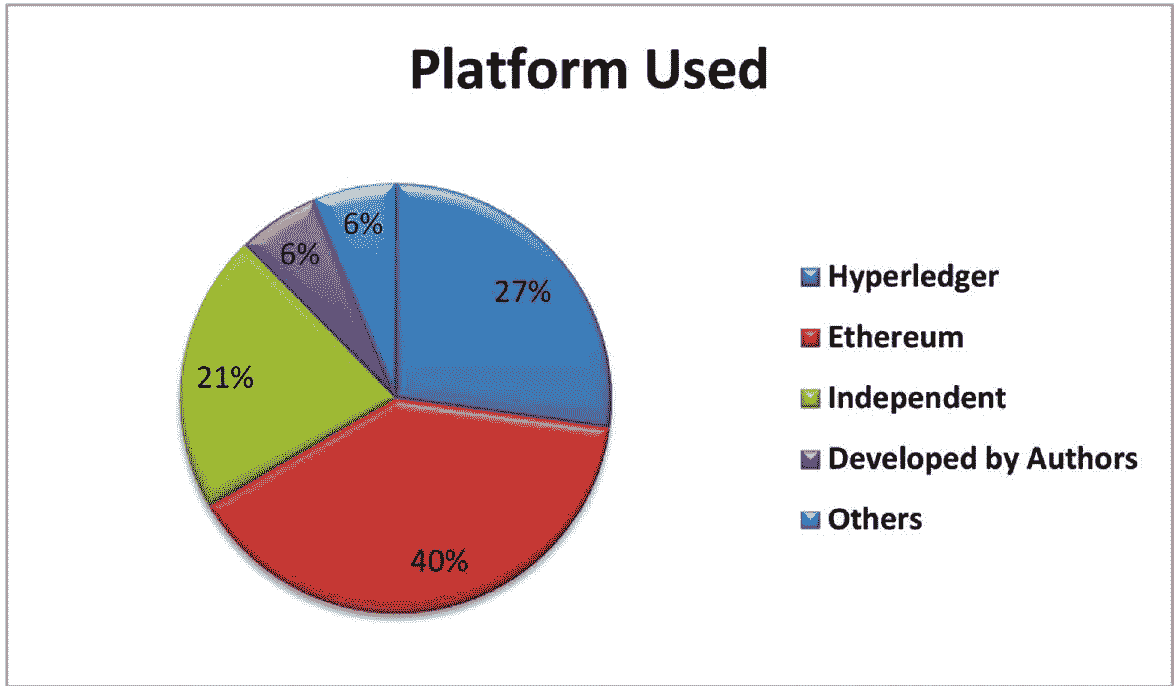 Platform Used
6%
6%
27%
21%
40%
Hyperledger
Ethereum
Independent
Developed by Authors
Others